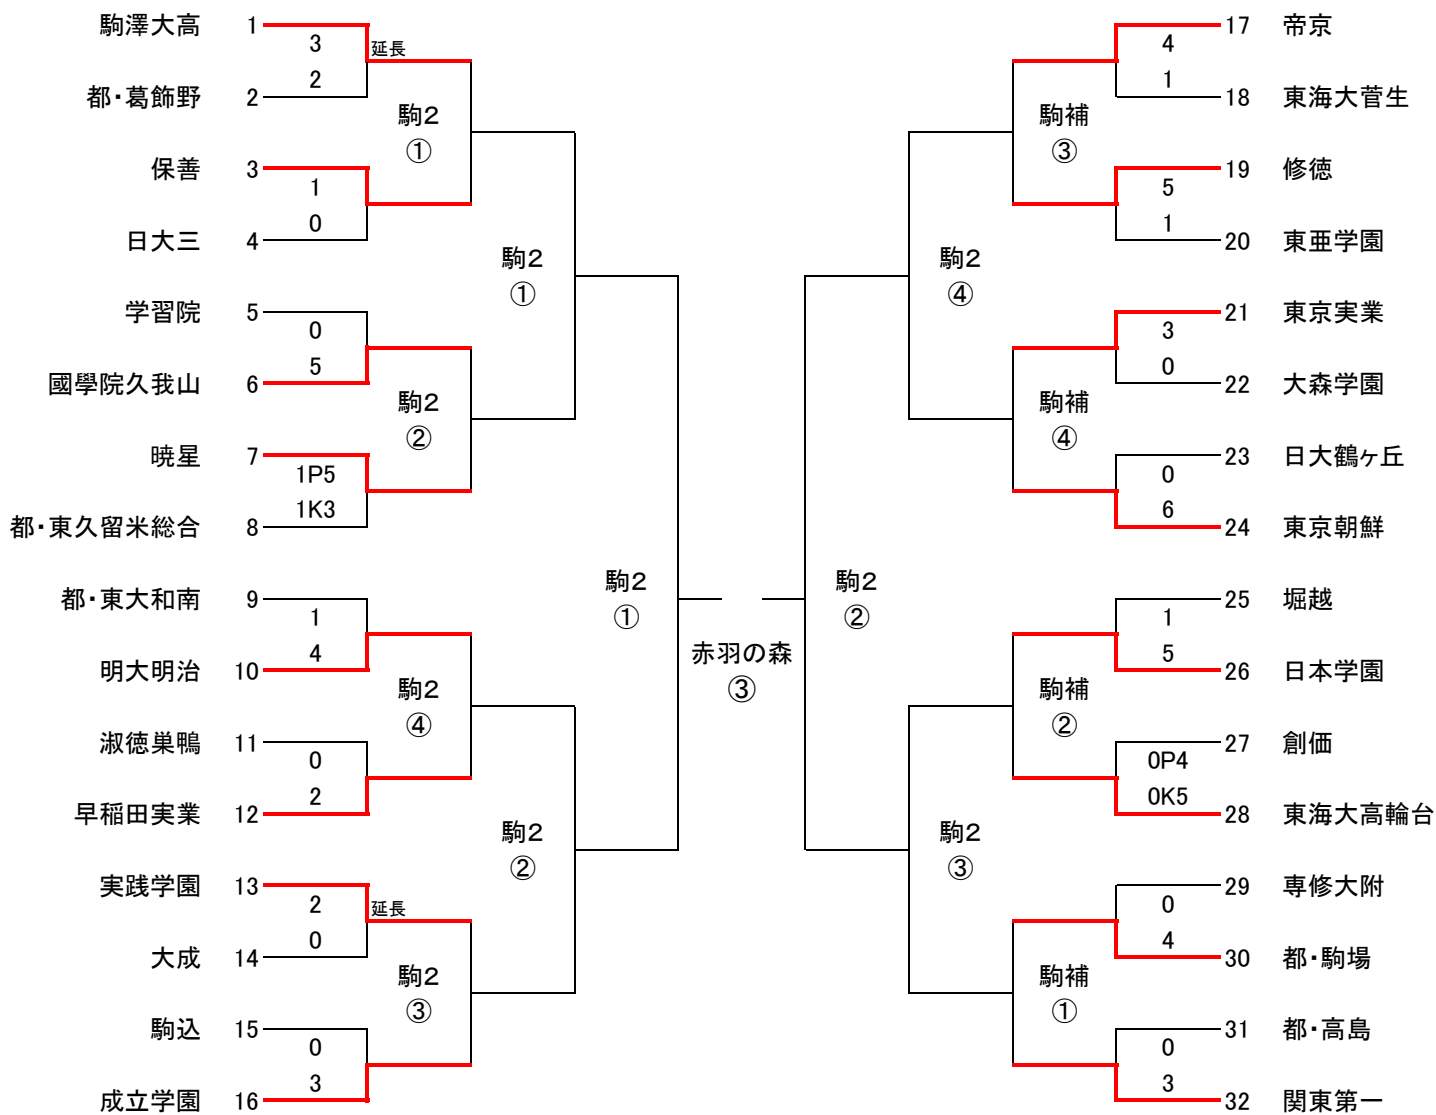 駒澤大高 1
3 延長
2
都・葛飾野 2
駒2
①
保善 3
1
0
日大三 4
駒2
①
学習院 5
0
5
國學院久我山 6
駒2
②
暁星 7
1P5
1K3
都・東久留米総合 8
駒2
①
都・東大和南 9
1
4
明大明治 10
駒2
④
淑徳巣鴨 11
0
2
早稲田実業 12
駒2
②
実践学園 13
2 延長
0
大成 14
駒2
③
駒込 15
0
3
成立学園 16
赤羽の森
③
17 帝京
4
1
18 東海大菅生
駒補
③
19 修徳
5
1
20 東亜学園
駒2
④
21 東京実業
3
0
22 大森学園
駒補
④
23 日大鶴ヶ丘
0
6
24 東京朝鮮
駒2
②
25 堀越
1
5
26 日本学園
駒補
②
27 創価
0P4
0K5
28 東海大高輪台
駒2
③
29 専修大附
0
4
30 都・駒場
駒補
①
31 都・高島
0
3
32 関東第一